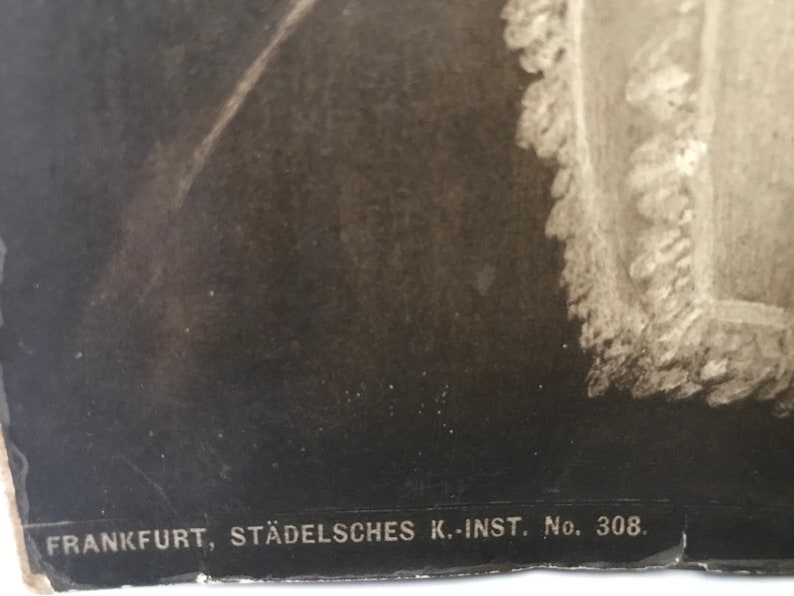 FRANKFURT, STÄDELSCHES K.-INST. No. 308.